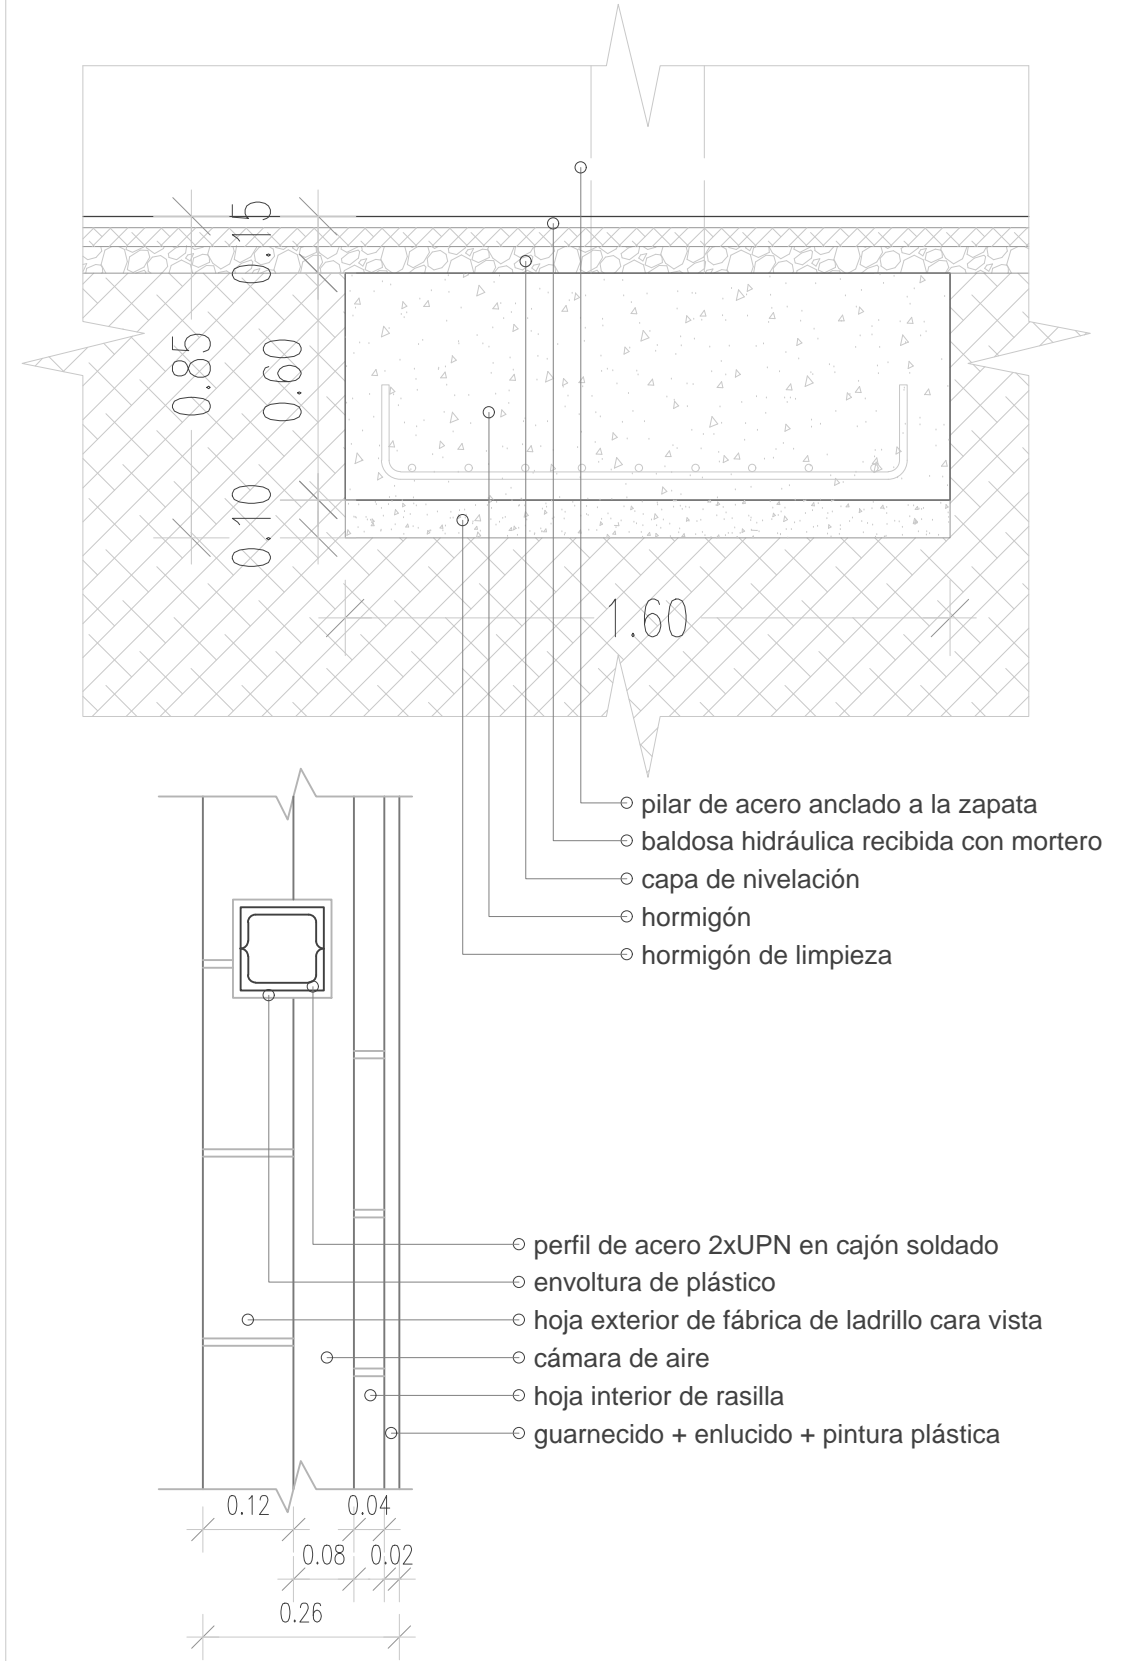 0.15
0.85
0.60
0.10
1.60
pilar de acero anclado a la zapata
baldosa hidráulica recibida con mortero
capa de nivelación
hormigón
hormigón de limpieza
perfil de acero 2xUPN en cajón soldado
envoltura de plástico
hoja exterior de fábrica de ladrillo cara vista
cámara de aire
hoja interior de rasilla
guarnecido + enlucido + pintura plástica
0.12 0.04
0.08 0.02
0.26